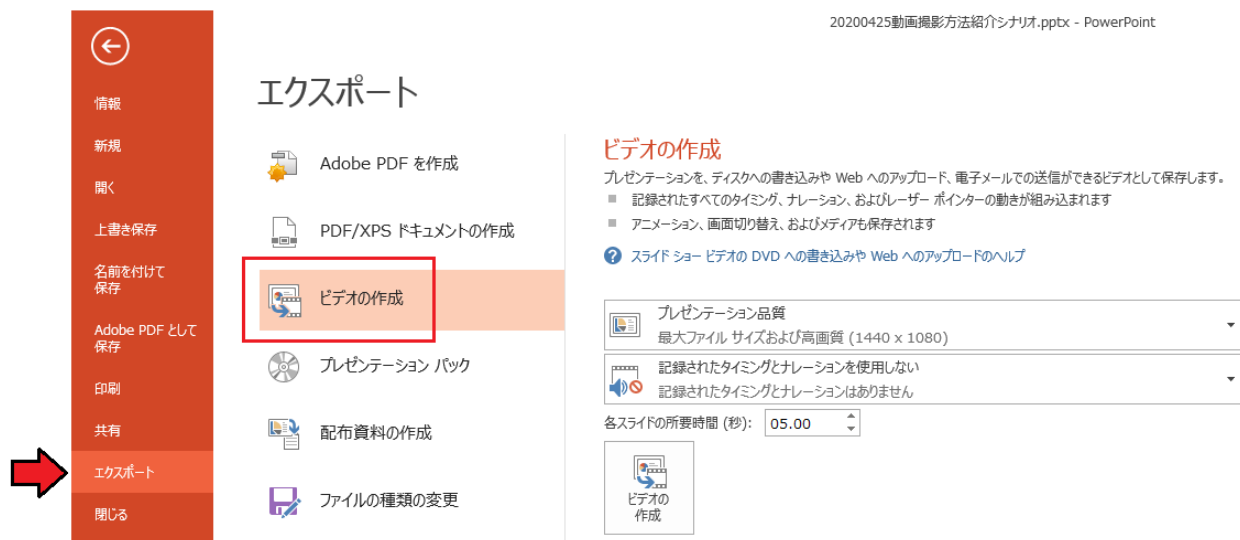 20200425動画撮影方法紹介シナリオ.pptx - PowerPoint
情報
新規
開く
上書き保存
名前を付けて
保存
Adobe PDF として
保存
印刷
共有
エクスポート
閉じる
エクスポート
Adobe PDF を作成
PDF/XPS ドキュメントの作成
ビデオの作成
プレゼンテーション パック
配布資料の作成
ファイルの種類の変更
ビデオの作成
プレゼンテーションを、ディスクへの書き込みや Web へのアップロード、電子メールでの送信ができるビデオとして保存します。
記録されたすべてのタイミング、ナレーション、およびレーザー ポインターの動きが組み込まれます
アニメーション、画面切り替え、およびメディアも保存されます
スライド ショー ビデオの DVD への書き込みや Web へのアップロードのヘルプ
プレゼンテーション品質
最大ファイル サイズおよび高画質 (1440 x 1080)
記録されたタイミングとナレーションを使用しない
記録されたタイミングとナレーションはありません
各スライドの所要時間 (秒): 05.00
ビデオの
作成